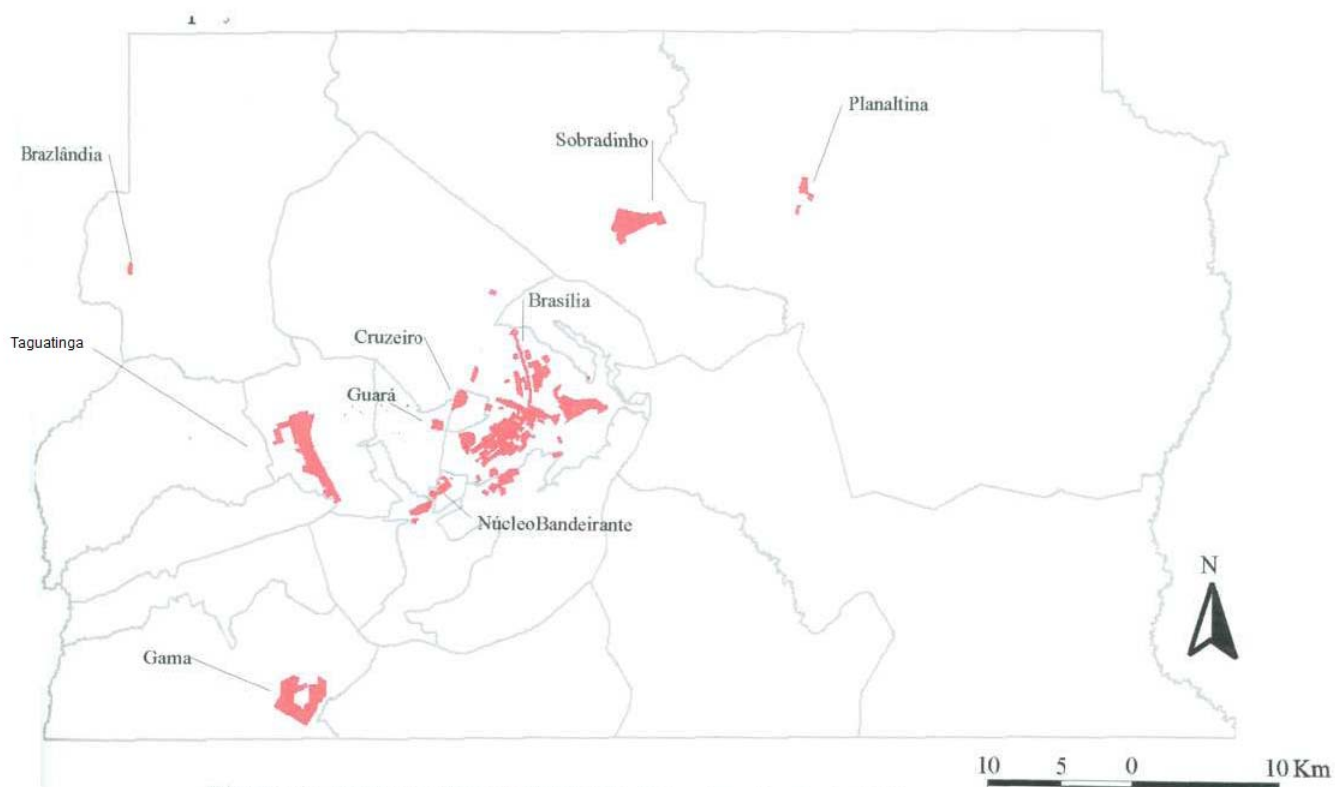 Planaltina
Sobradinho
Brazlândia
Brasília
Cruzeiro
Taguatinga
Guará
NúcleoBandeirante
N
Gama
10 5 0 10 Km